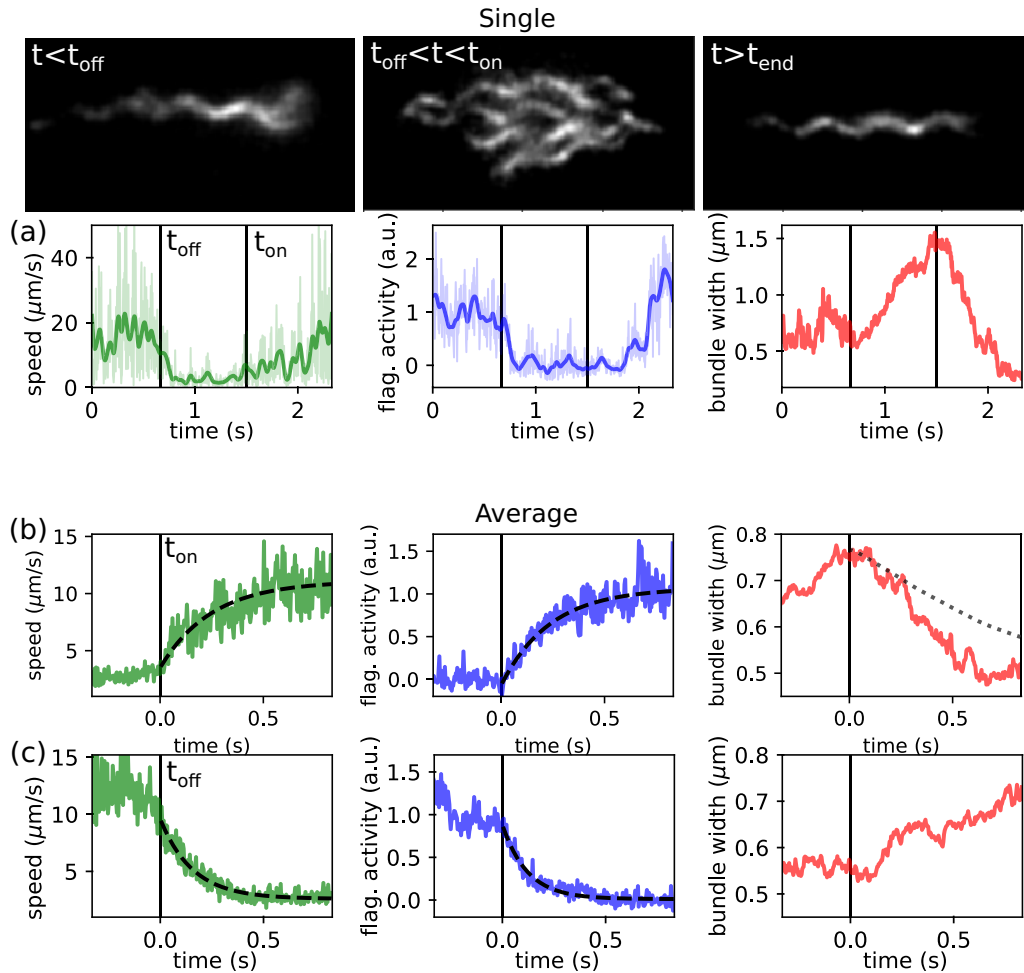 Single
t<t_off
t_off<t<t_on
t>t_end
(a)
speed (μm/s)
40
20
0
t_off
t_on
0 1 2
time (s)
flag. activity (a.u.)
2
1
0
0 1 2
time (s)
bundle width (μm)
1.5
1.0
0.5
0 1 2
time (s)
Average
(b)
speed (μm/s)
15
10
5
t_on
0.0 0.5
time (s)
flag. activity (a.u.)
1.5
1.0
0.5
0.0
0.0 0.5
time (s)
bundle width (μm)
0.8
0.7
0.6
0.5
0.0 0.5
time (s)
(c)
speed (μm/s)
15
10
5
t_off
0.0 0.5
time (s)
flag. activity (a.u.)
1.5
1.0
0.5
0.0
0.0 0.5
time (s)
bundle width (μm)
0.8
0.7
0.6
0.5
0.0 0.5
time (s)